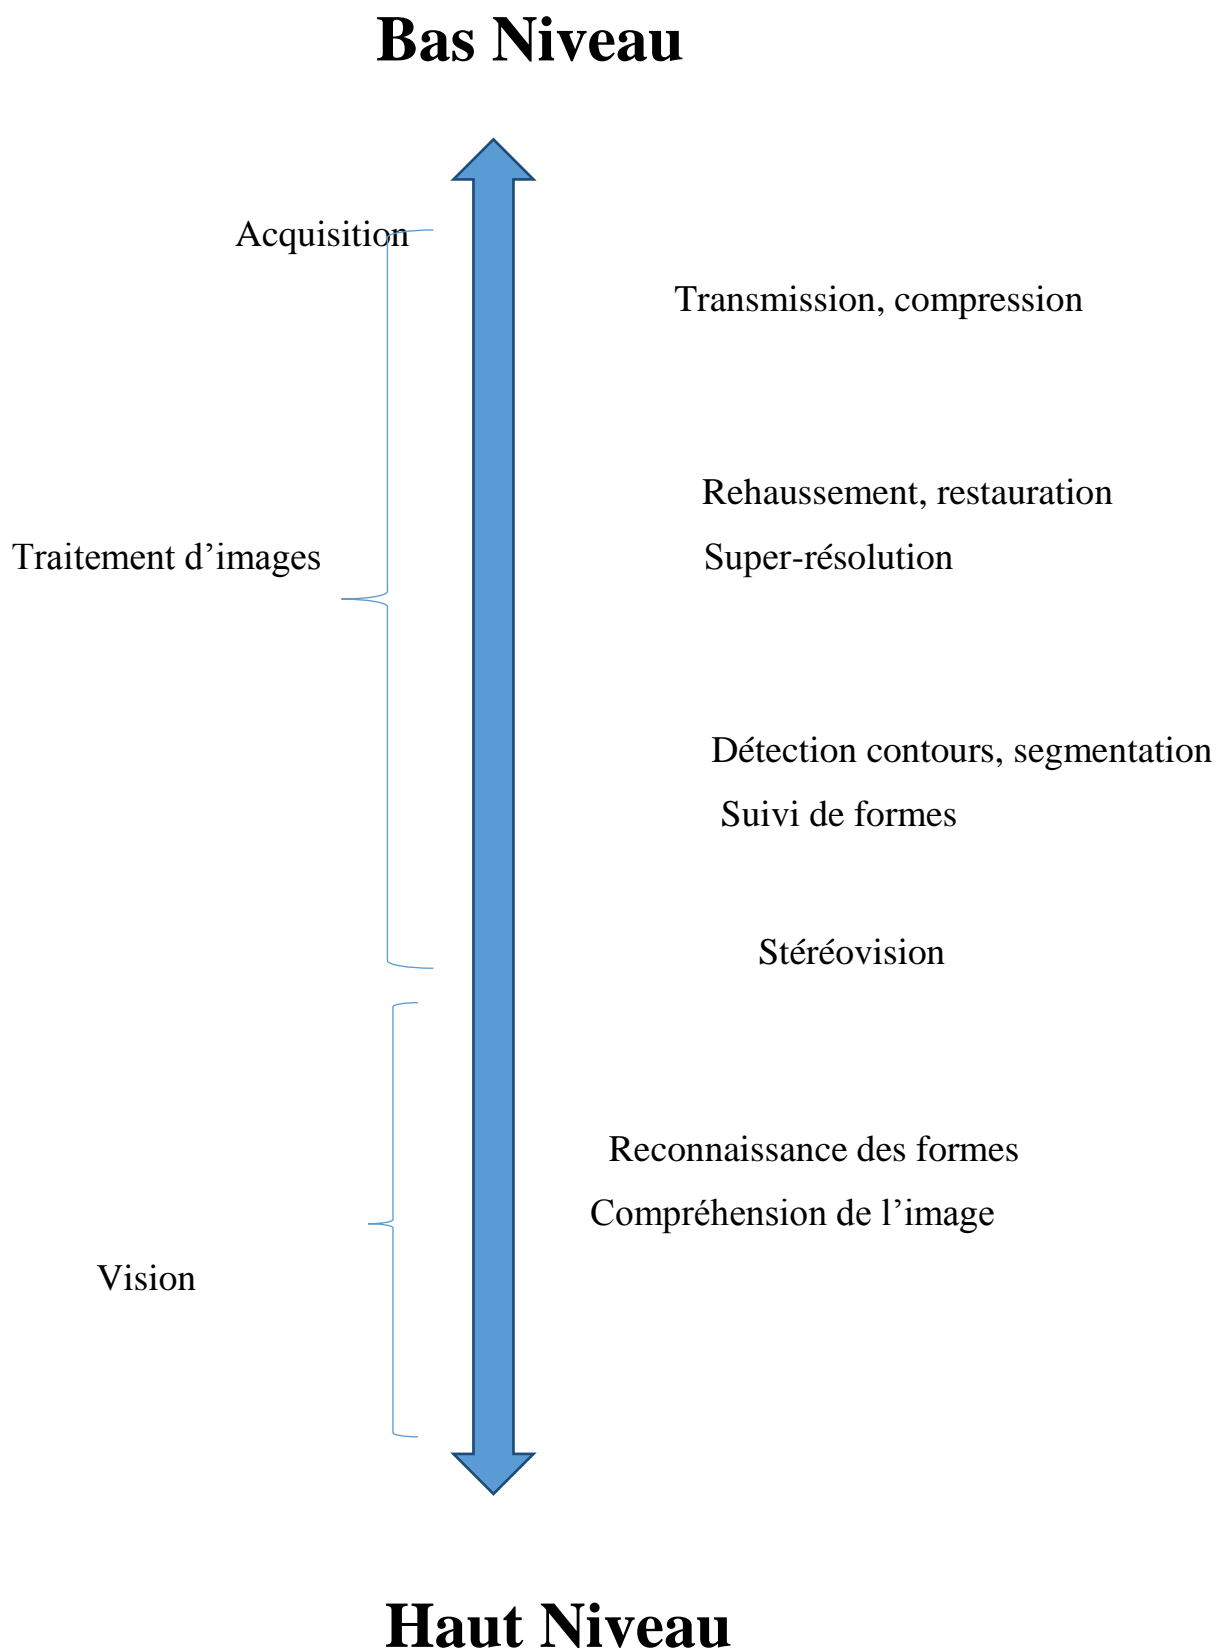 Bas Niveau
Acquisition
Transmission, compression
Rehaussement, restauration
Traitement d’images
Super-résolution
Détection contours, segmentation
Suivi de formes
Stéréovision
Reconnaissance des formes
Compréhension de l’image
Vision
Haut Niveau